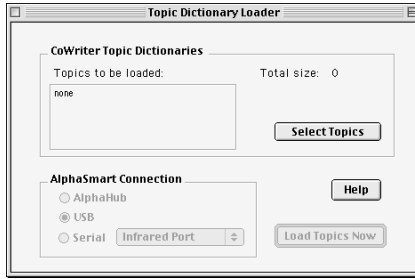 Topic Dictionary Loader
CoWriter Topic Dictionaries
Topics to be loaded: Total size: 0
none
Select Topics
AlphaSmart Connection
AlphaHub
USB
Serial Infrared Port
Help
Load Topics Now